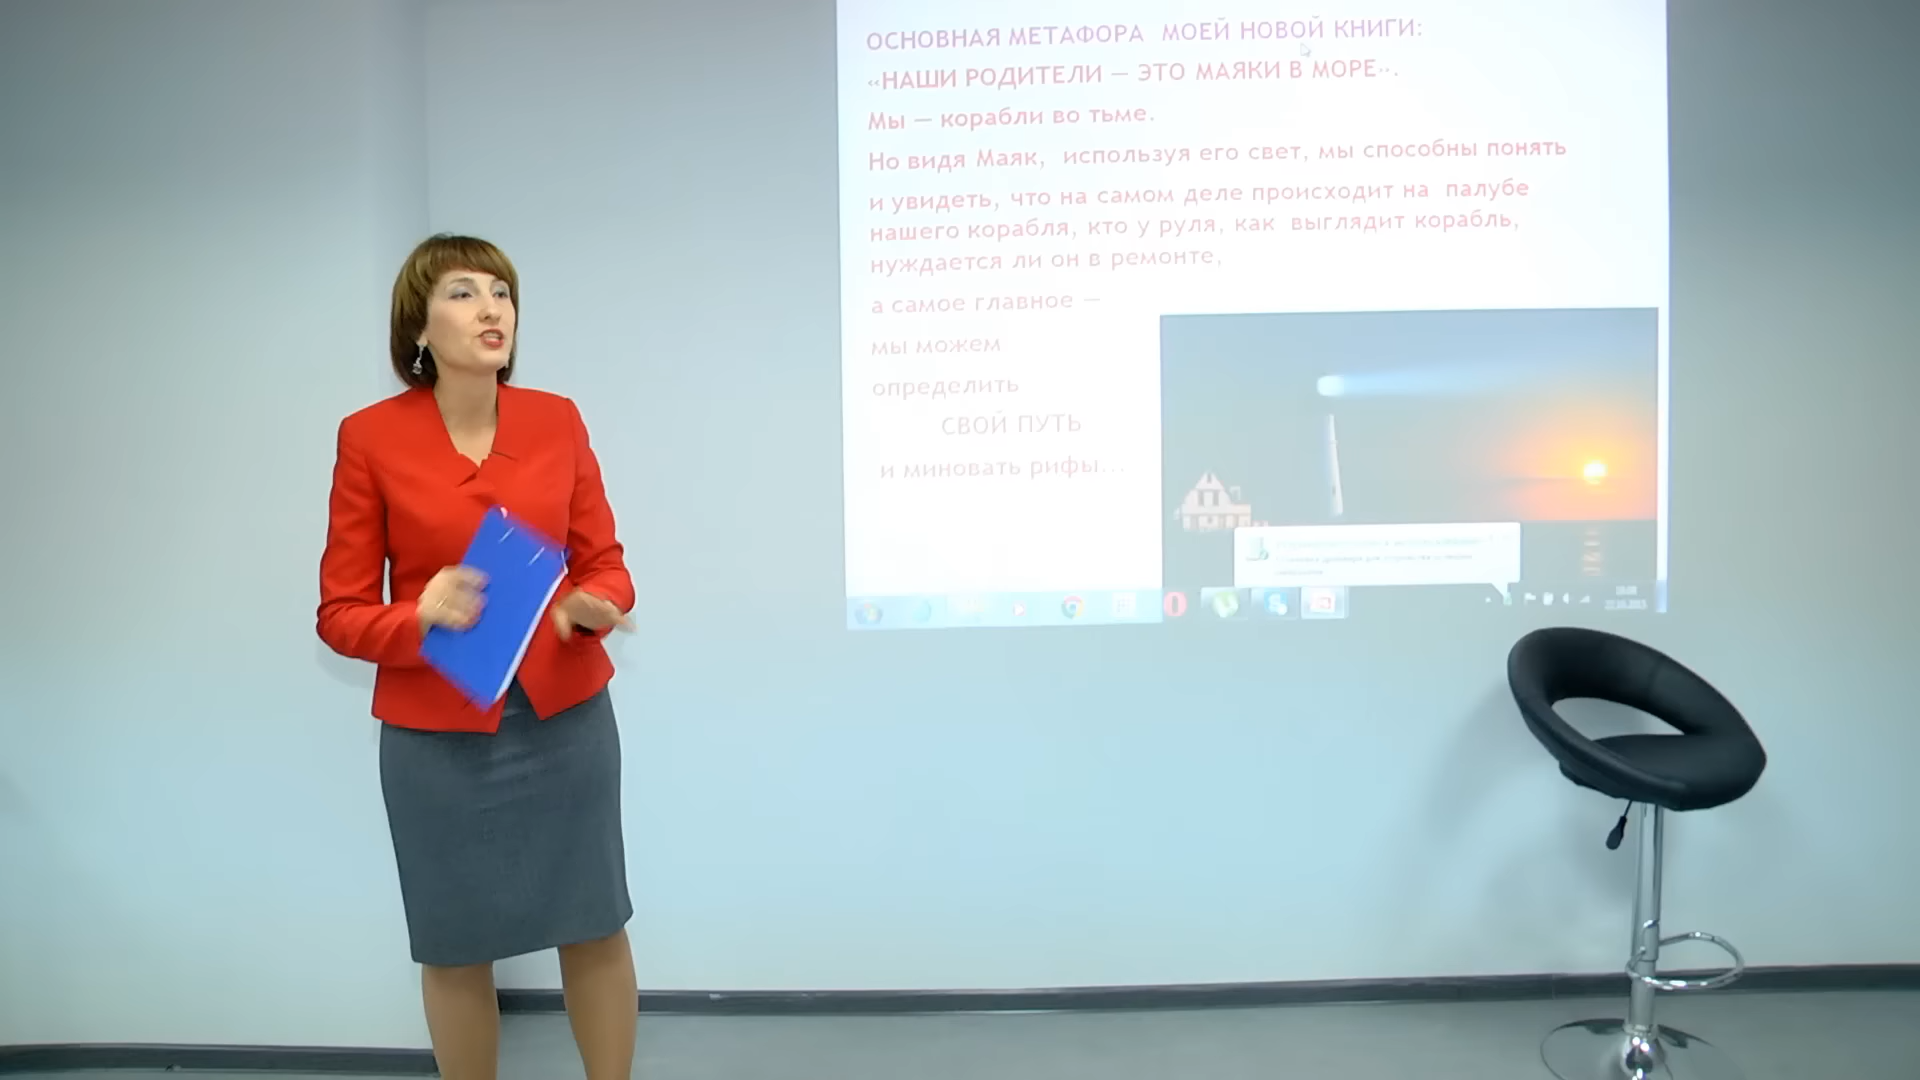 ОСНОВНАЯ МЕТАФОРА МОЕЙ НОВОЙ КНИГИ:
«НАШИ РОДИТЕЛИ — ЭТО МАЯКИ В МОРЕ».
Мы — корабли во тьме.
Но видя Маяк, используя его свет, мы способны понять
и увидеть, что на самом деле происходит на палубе
нашего корабля, кто у руля, как выглядит корабль,
нуждается ли он в ремонте,
а самое главное —
мы можем
определить
СВОЙ ПУТЬ
и миновать рифы...